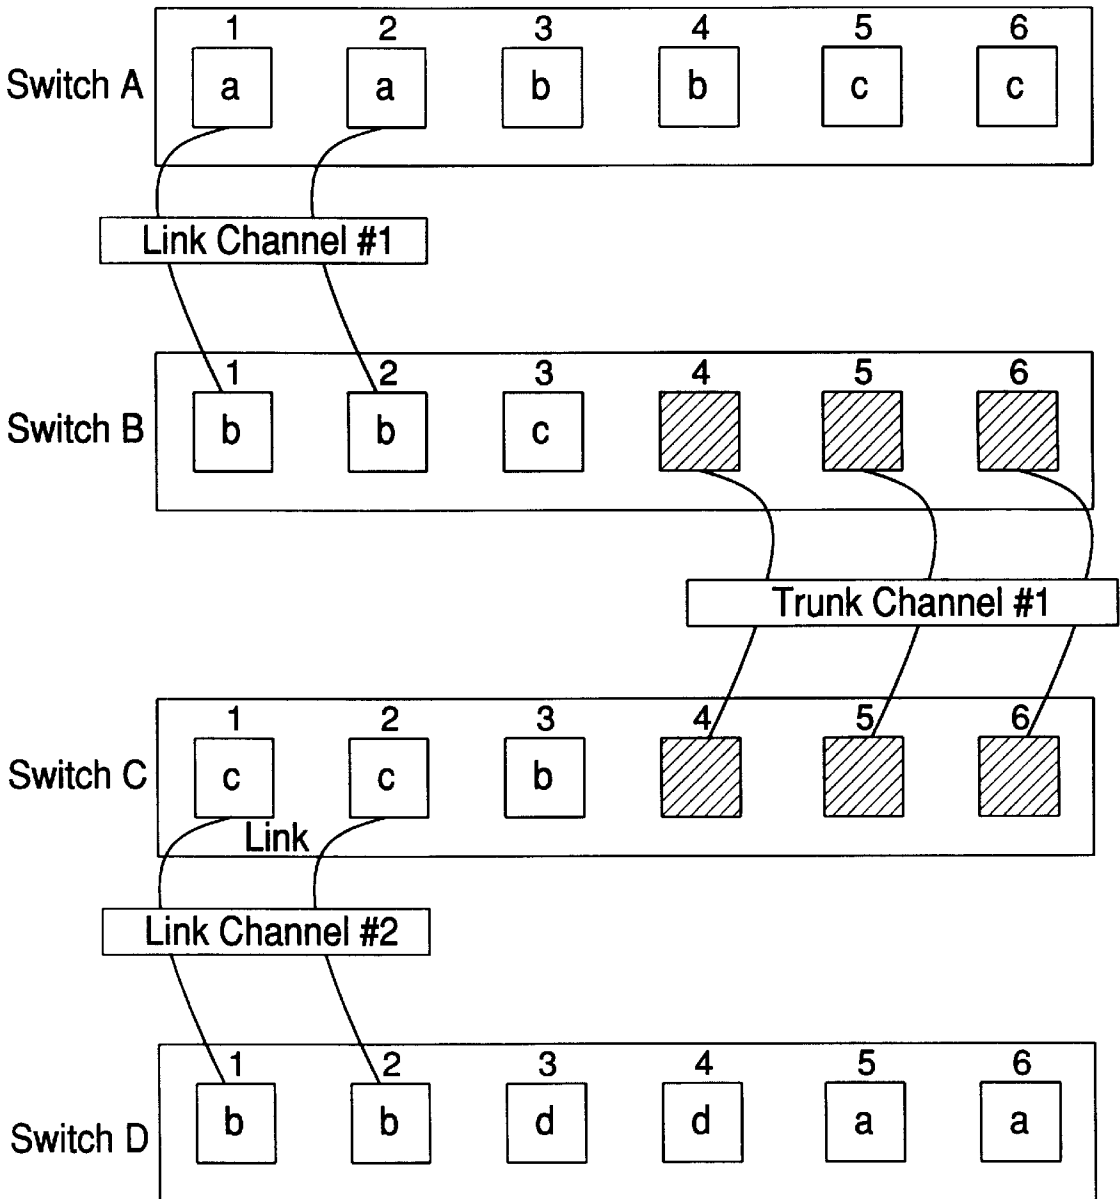 1 2 3 4 5 6
Switch A a a b b c c
Link Channel #1
1 2 3 4 5 6
Switch B b b c
Trunk Channel #1
1 2 3 4 5 6
Switch C c c b
Link
Link Channel #2
1 2 3 4 5 6
Switch D b b d d a a